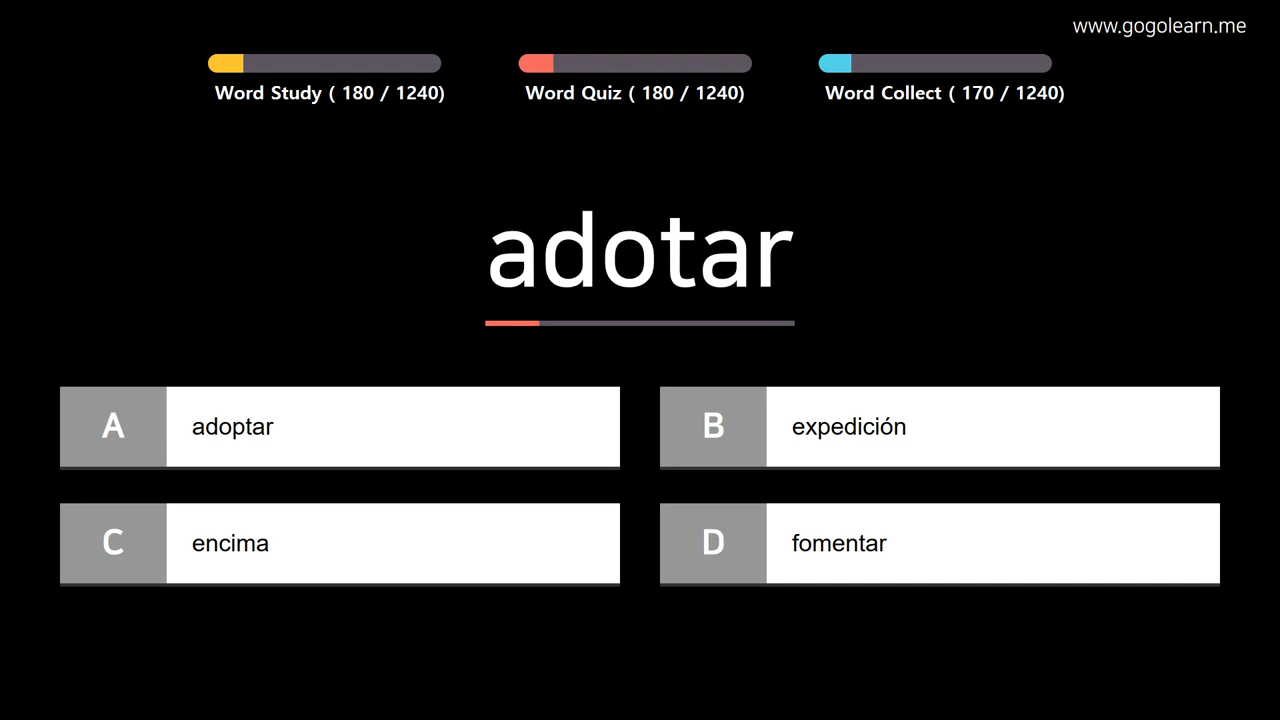 www.gogolearn.me
Word Study ( 180 / 1240)
Word Quiz ( 180 / 1240)
Word Collect ( 170 / 1240)
adotar
A adoptar
B expedición
C encima
D fomentar